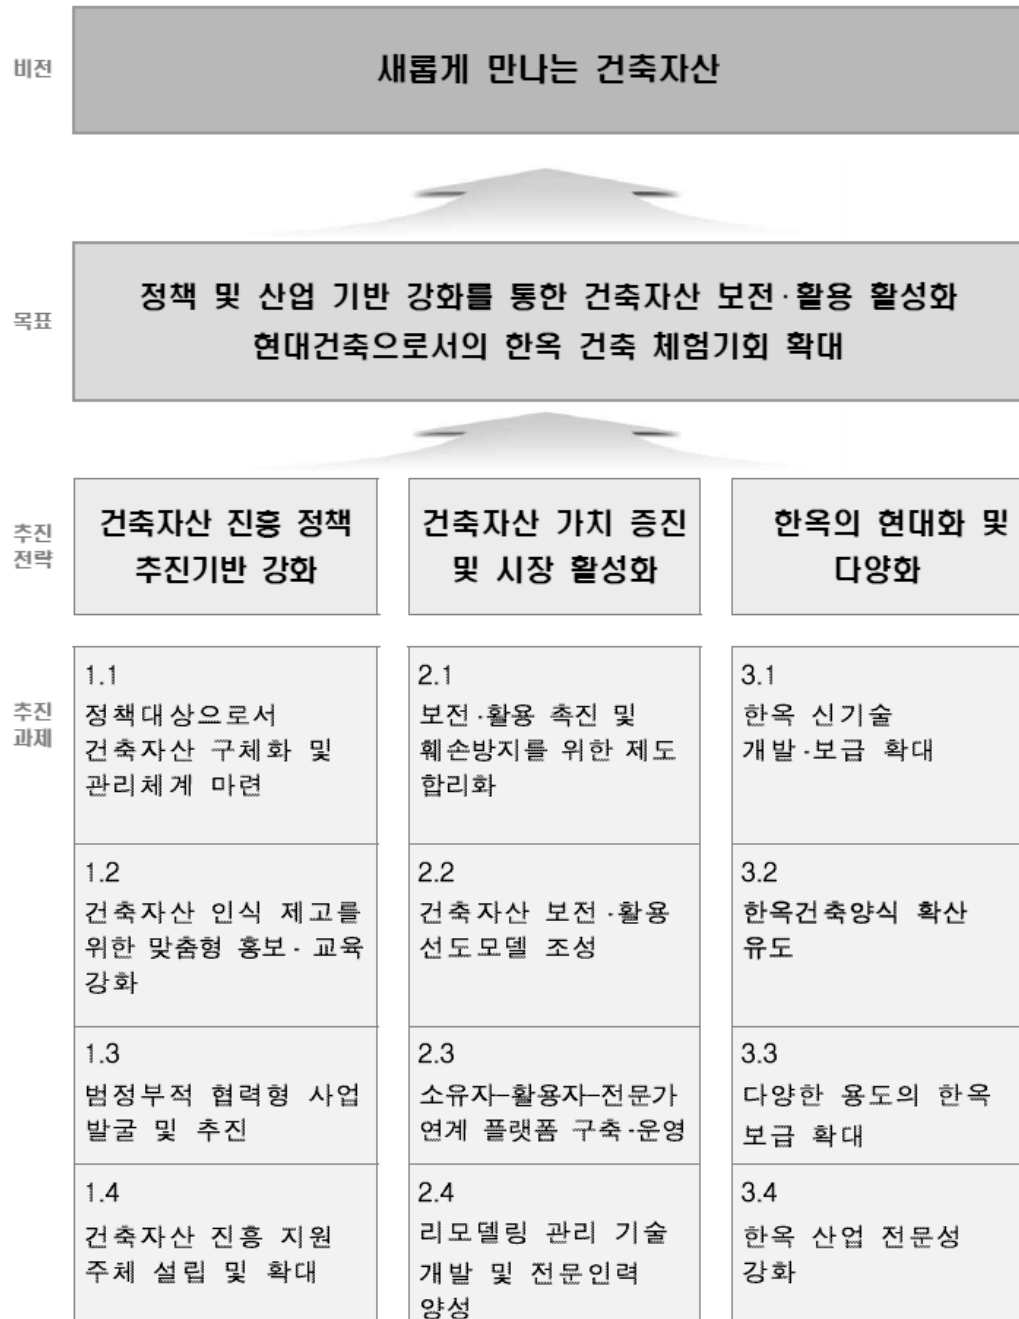 비전
새롭게 만나는 건축자산
목표
정책 및 산업 기반 강화를 통한 건축자산 보전·활용 활성화
현대건축으로서의 한옥 건축 체험기회 확대
추진
전략
건축자산 진흥 정책
추진기반 강화
건축자산 가치 증진
및 시장 활성화
한옥의 현대화 및
다양화
추진
과제
1.1
정책대상으로서
건축자산 구체화 및
관리체계 마련
2.1
보전·활용 촉진 및
훼손방지를 위한 제도
합리화
3.1
한옥 신기술
개발·보급 확대
1.2
건축자산 인식 제고를
위한 맞춤형 홍보· 교육
강화
2.2
건축자산 보전·활용
선도모델 조성
3.2
한옥건축양식 확산
유도
1.3
범정부적 협력형 사업
발굴 및 추진
2.3
소유자-활용자-전문가
연계 플랫폼 구축·운영
3.3
다양한 용도의 한옥
보급 확대
1.4
건축자산 진흥 지원
주체 설립 및 확대
2.4
리모델링 관리 기술
개발 및 전문인력
양성
3.4
한옥 산업 전문성
강화